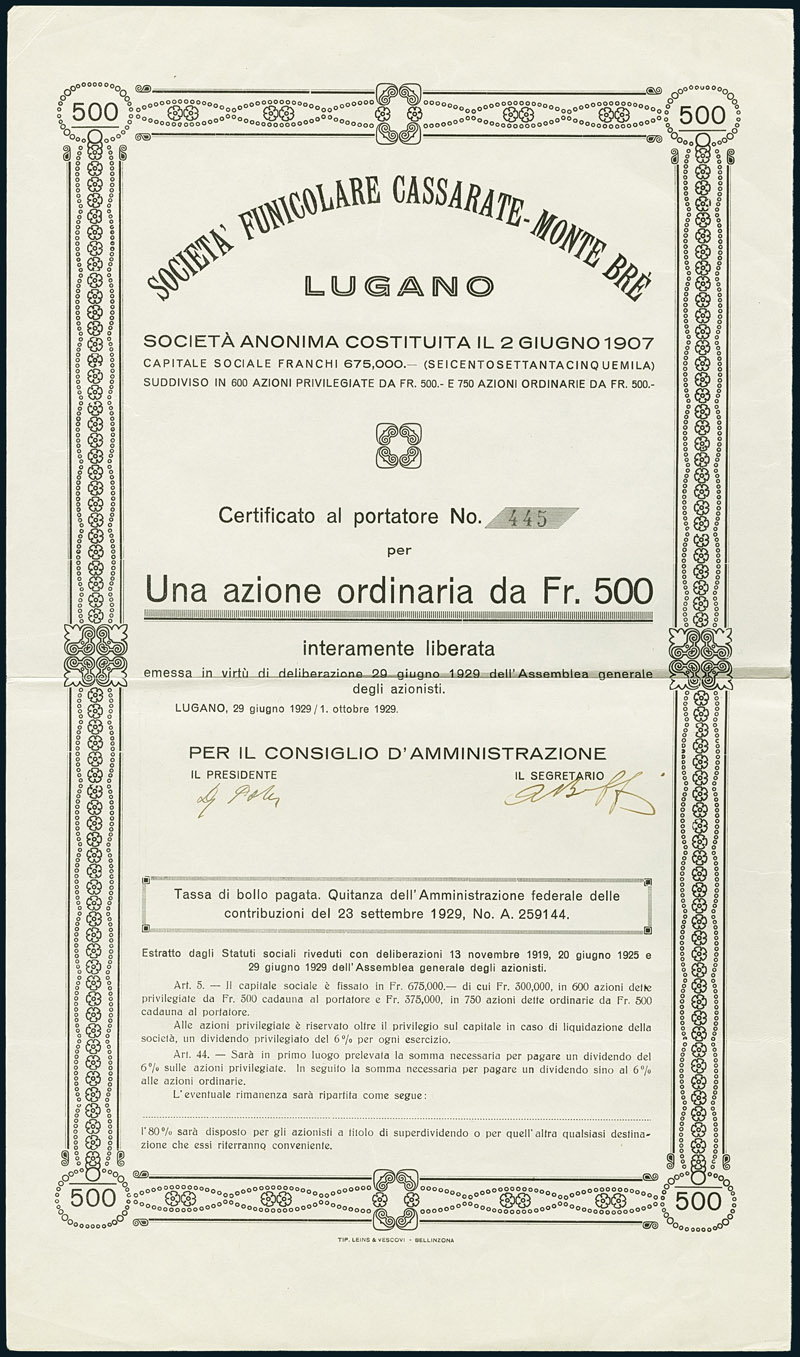 500
500
SOCIETA' FUNICOLARE CASSARATE-MONTE BRÈ
LUGANO
SOCIETÀ ANONIMA COSTITUITA IL 2 GIUGNO 1907
CAPITALE SOCIALE FRANCHI 675,000.— (SEICENTOSETTANTACINQUEMILA)
SUDDIVISO IN 600 AZIONI PRIVILEGIATE DA FR. 500.- E 750 AZIONI ORDINARIE DA FR. 500.-
Certificato al portatore No. 445
per
Una azione ordinaria da Fr. 500
interamente liberata
emessa in virtù di deliberazione 29 giugno 1929 dell'Assemblea generale
degli azionisti.
LUGANO, 29 giugno 1929 / 1. ottobre 1929.
PER IL CONSIGLIO D'AMMINISTRAZIONE
IL PRESIDENTE IL SEGRETARIO
Tassa di bollo pagata. Quitanza dell'Amministrazione federale delle
contribuzioni del 23 settembre 1929, No. A. 259144.
Estratto dagli Statuti sociali riveduti con deliberazioni 13 novembre 1919, 20 giugno 1925 e
29 giugno 1929 dell'Assemblea generale degli azionisti.
Art. 5. — Il capitale sociale è fissato in Fr. 675,000.— di cui Fr. 300,000, in 600 azioni dette
privilegiate da Fr. 500 cadauna al portatore e Fr. 375,000, in 750 azioni dette ordinarie da Fr. 500
cadauna al portatore.
Alle azioni privilegiate è riservato oltre il privilegio sul capitale in caso di liquidazione della
società, un dividendo privilegiato del 6% per ogni esercizio.
Art. 44. — Sarà in primo luogo prelevata la somma necessaria per pagare un dividendo del
6% sulle azioni privilegiate. In seguito la somma necessaria per pagare un dividendo sino al 6%
alle azioni ordinarie.
L'eventuale rimanenza sarà ripartita come segue:
l'80% sarà disposto per gli azionisti a titolo di superdividendo o per quell'altra qualsiasi destina-
zione che essi riterranno conveniente.
500
500
TIP. LEINS & VESCOVI - BELLINZONA